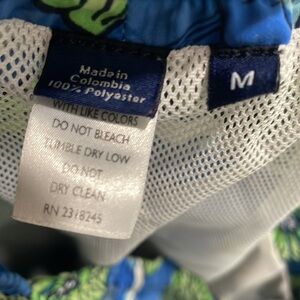 Made in
Colombia
100% Polyester
M
WITH LIKE COLORS
DO NOT BLEACH
TUMBLE DRY LOW
DO NOT
DRY CLEAN
RN 2318245